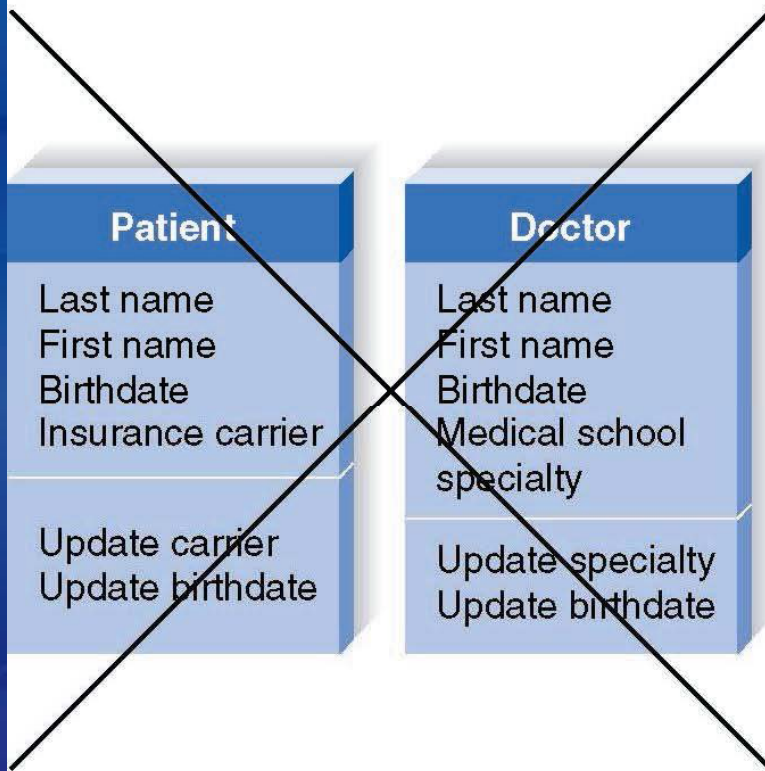 Patient
Last name
First name
Birthdate
Insurance carrier
Update carrier
Update birthdate
Doctor
Last name
First name
Birthdate
Medical school
specialty
Update specialty
Update birthdate